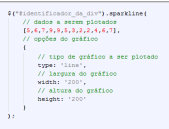 $("#identificador_da_div").sparkline(
// dados a serem plotados
[5,6,7,9,9,5,3,2,2,4,6,7],
// opções do gráfico
{
// tipo de gráfico a ser plotado
type: 'line',
// largura do gráfico
width: '200',
// altura do gráfico
height: '200'
}
);